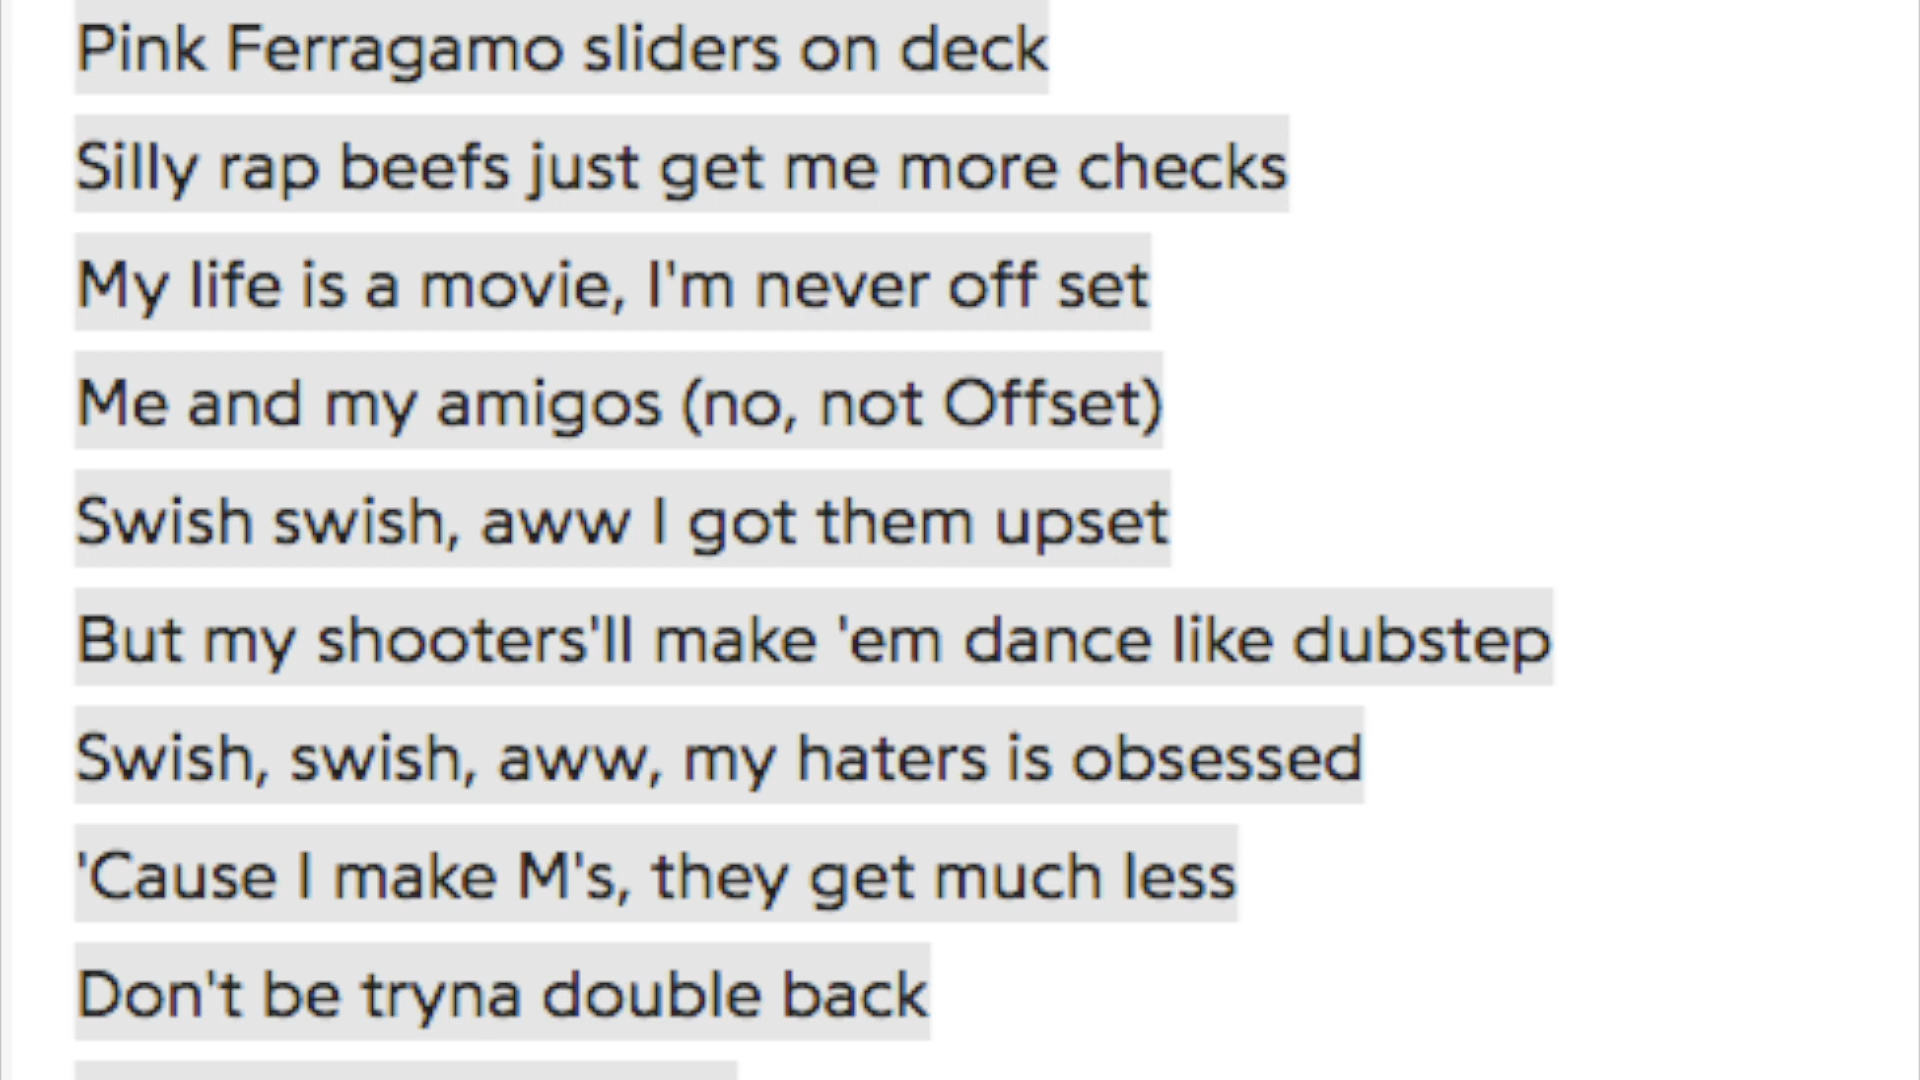 Pink Ferragamo sliders on deck
Silly rap beefs just get me more checks
My life is a movie, I'm never off set
Me and my amigos (no, not Offset)
Swish swish, aww I got them upset
But my shooters'll make 'em dance like dubstep
Swish, swish, aww, my haters is obsessed
'Cause I make M's, they get much less
Don't be tryna double back